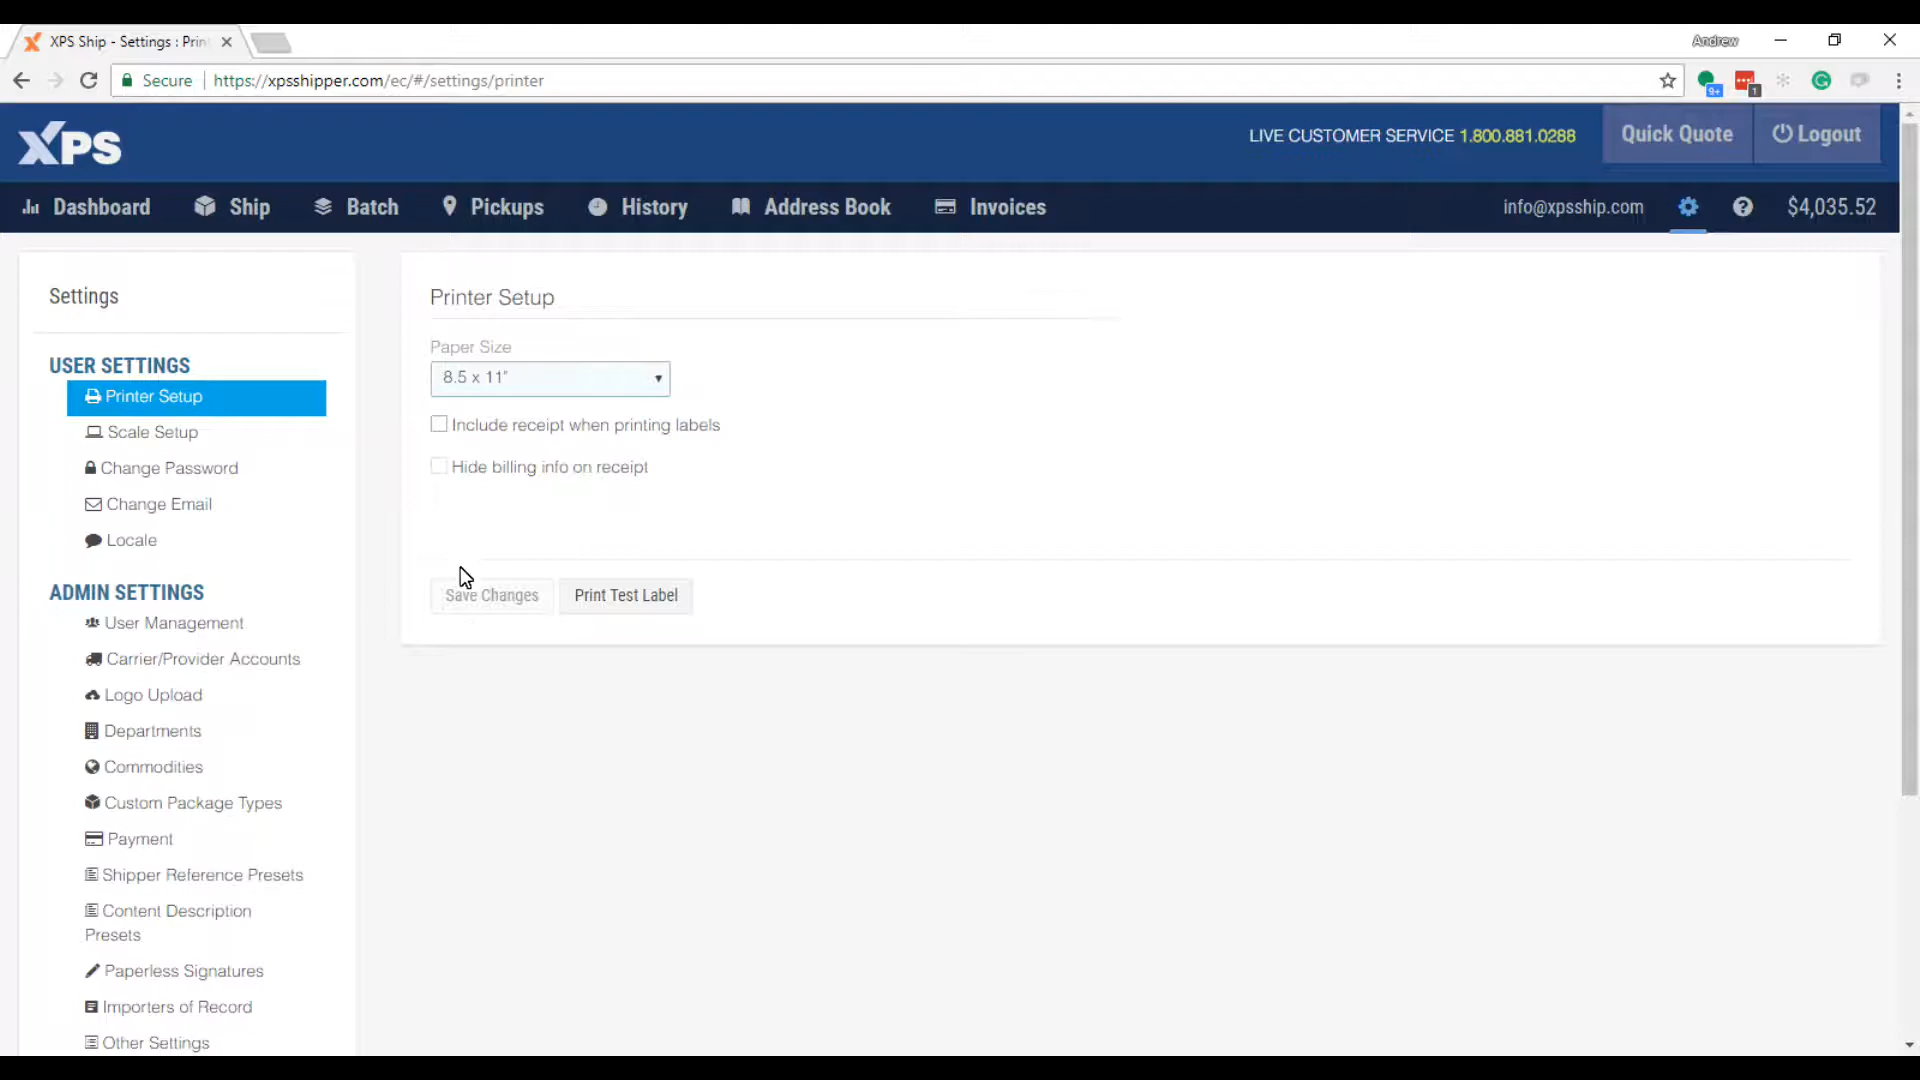 XPS Ship - Settings : Prin
Andrew
Secure https://xpsshipper.com/ec/#/settings/printer
9+
1
XPS
LIVE CUSTOMER SERVICE 1.800.881.0288
Quick Quote
Logout
Dashboard
Ship
Batch
Pickups
History
Address Book
Invoices
info@xpsship.com
$4,035.52
Settings
USER SETTINGS
Printer Setup
Scale Setup
Change Password
Change Email
Locale
ADMIN SETTINGS
User Management
Carrier/Provider Accounts
Logo Upload
Departments
Commodities
Custom Package Types
Payment
Shipper Reference Presets
Content Description
Presets
Paperless Signatures
Importers of Record
Other Settings
Printer Setup
Paper Size
8.5 x 11"
Include receipt when printing labels
Hide billing info on receipt
Save Changes
Print Test Label